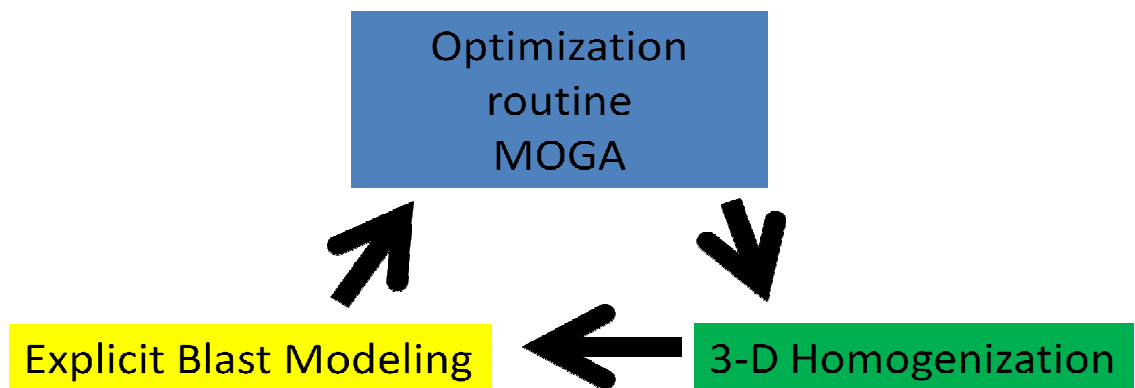 Optimization
routine
MOGA
Explicit Blast Modeling
3-D Homogenization